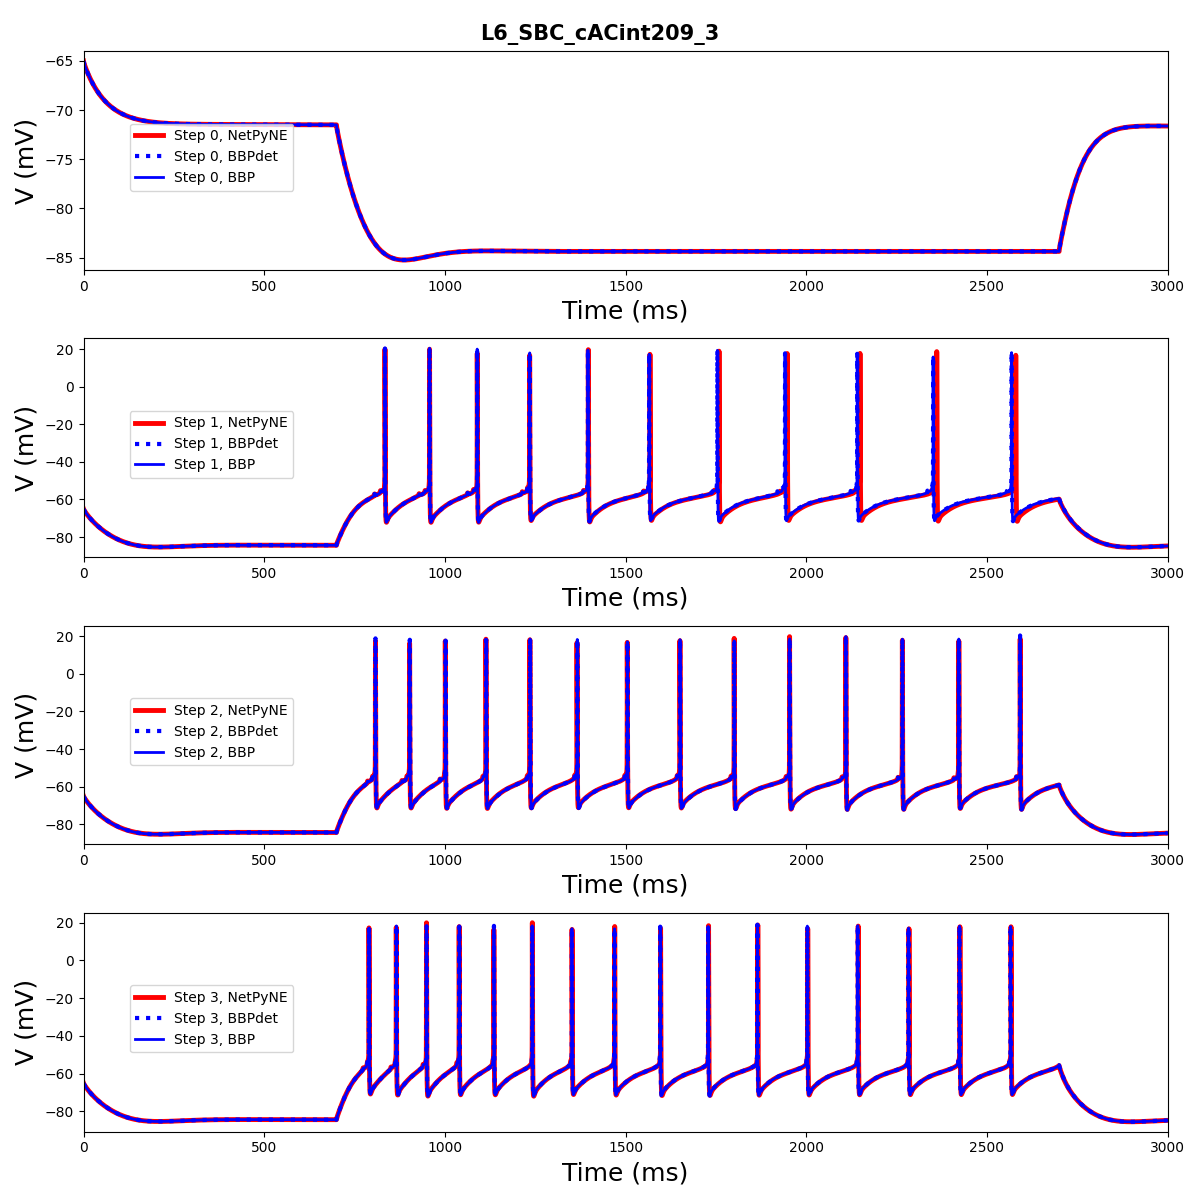 L6_SBC_cACint209_3
−65
−70
−75
−80
−85
V (mV)
Step 0, NetPyNE
Step 0, BBPdet
Step 0, BBP
0 500 1000 1500 2000 2500 3000
Time (ms)
20
0
−20
−40
−60
−80
V (mV)
Step 1, NetPyNE
Step 1, BBPdet
Step 1, BBP
0 500 1000 1500 2000 2500 3000
Time (ms)
20
0
−20
−40
−60
−80
V (mV)
Step 2, NetPyNE
Step 2, BBPdet
Step 2, BBP
0 500 1000 1500 2000 2500 3000
Time (ms)
20
0
−20
−40
−60
−80
V (mV)
Step 3, NetPyNE
Step 3, BBPdet
Step 3, BBP
0 500 1000 1500 2000 2500 3000
Time (ms)